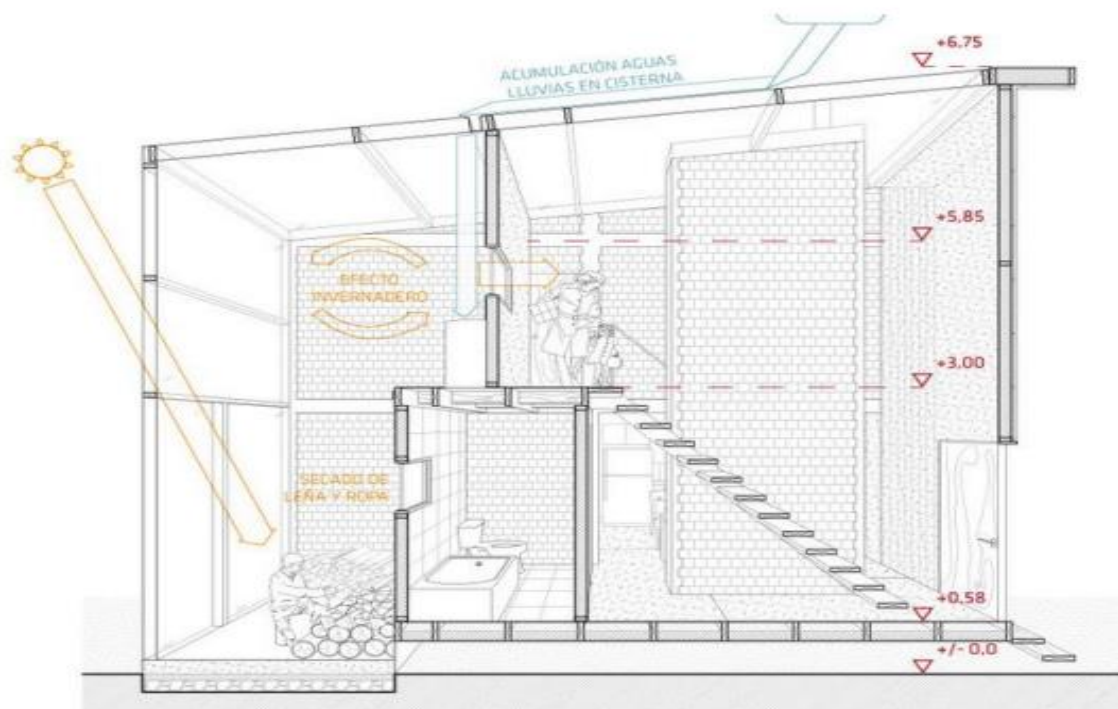 +6,75
ACUMULACIÓN AGUAS
LLUVIAS EN CISTERNA
+5,85
EFECTO
INVERNADERO
+3.00
SECADO DE
LEÑA Y ROPA
+0,58
+/- 0,0